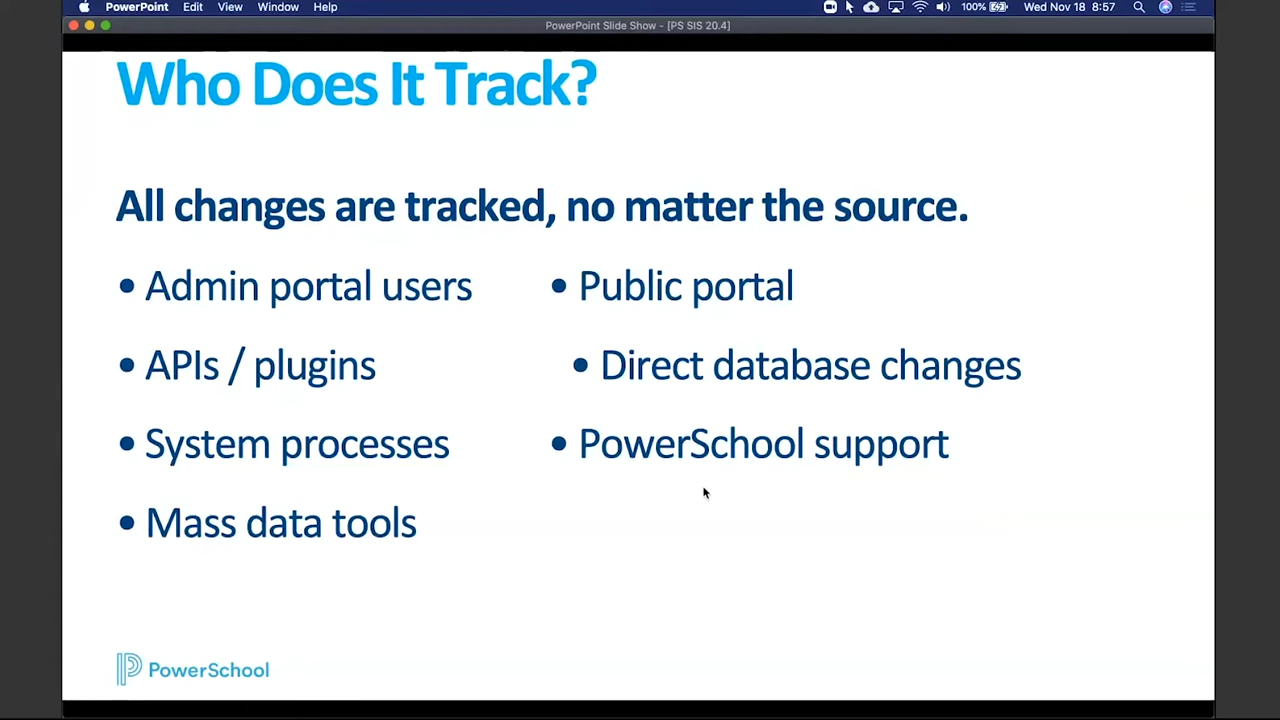 PowerPoint Edit View Window Help 100% Wed Nov 18 8:57
PowerPoint Slide Show - [PS SIS 20.4]
Who Does It Track?
All changes are tracked, no matter the source.
• Admin portal users
• APIs / plugins
• System processes
• Mass data tools
• Public portal
• Direct database changes
• PowerSchool support
PowerSchool